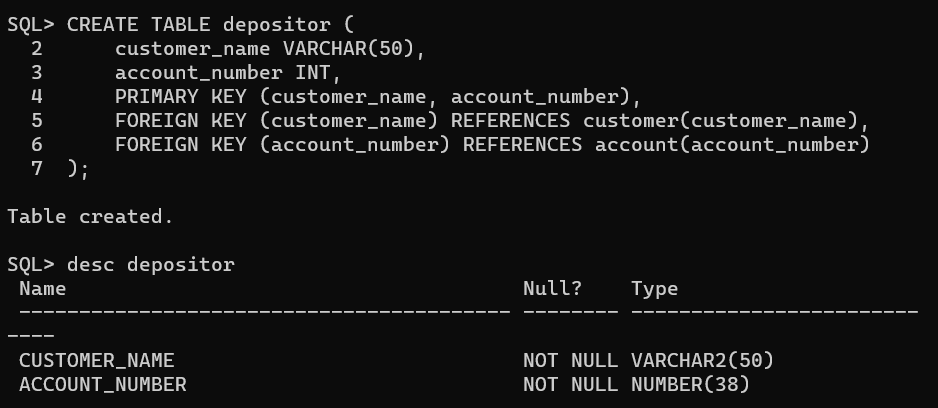 SQL> CREATE TABLE depositor (
  2      customer_name VARCHAR(50),
  3      account_number INT,
  4      PRIMARY KEY (customer_name, account_number),
  5      FOREIGN KEY (customer_name) REFERENCES customer(customer_name),
  6      FOREIGN KEY (account_number) REFERENCES account(account_number)
  7  );
Table created.
SQL> desc depositor
 Name                                      Null?    Type
 ----------------------------------------- -------- ------------------------
----
 CUSTOMER_NAME                             NOT NULL VARCHAR2(50)
 ACCOUNT_NUMBER                            NOT NULL NUMBER(38)